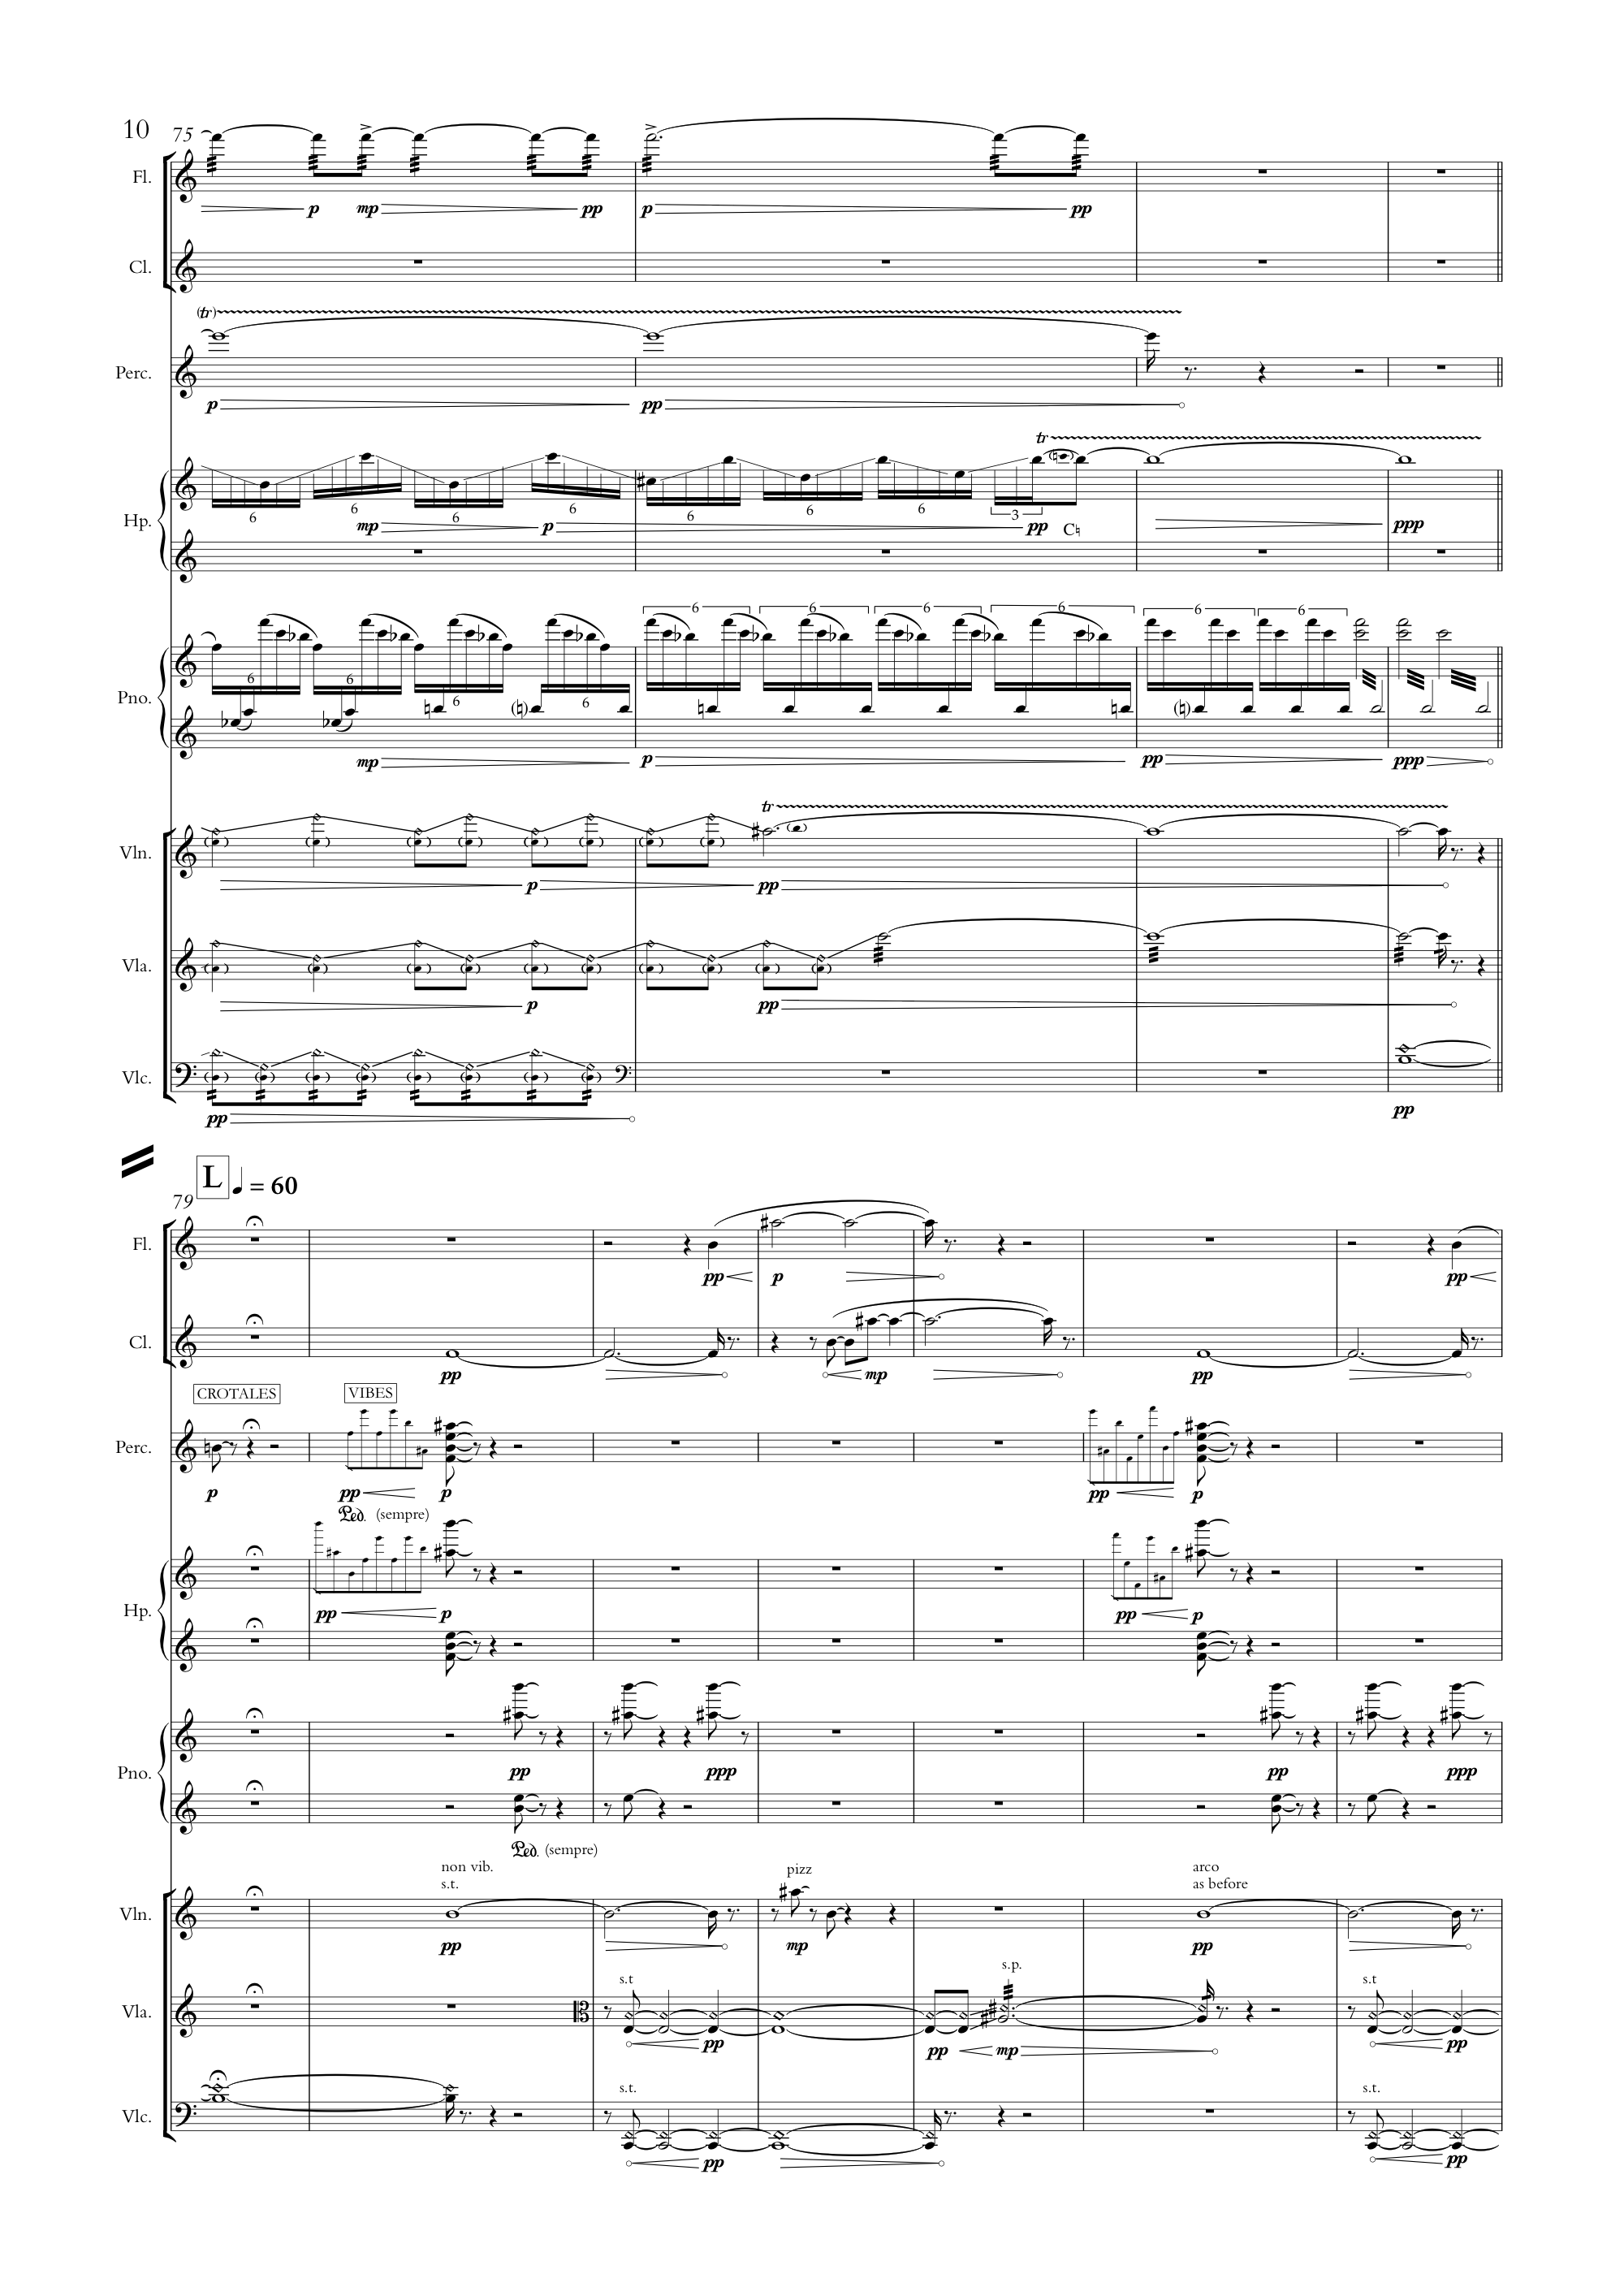 10 75
Fl.
p mp pp p pp
Cl.
(tr)
Perc.
p pp
tr
6 6 6 6 6 6 6 3
Hp.
mp p pp C♮ ppp
6 6 6 6 6 6
6 6 6 6
Pno.
mp p pp ppp
tr
Vln.
p pp
Vla.
p pp
Vlc.
pp pp
L ♩ = 60
79
Fl.
pp p pp
Cl.
pp mp pp
CROTALES VIBES
Perc.
p pp p pp p
Ped. (sempre)
Hp.
pp p pp p
Pno.
pp ppp pp ppp
Ped. (sempre)
non vib. pizz arco
s.t. as before
Vln.
pp mp pp
s.t s.p. s.t
Vla.
pp pp mp pp
s.t. s.t.
Vlc.
pp pp